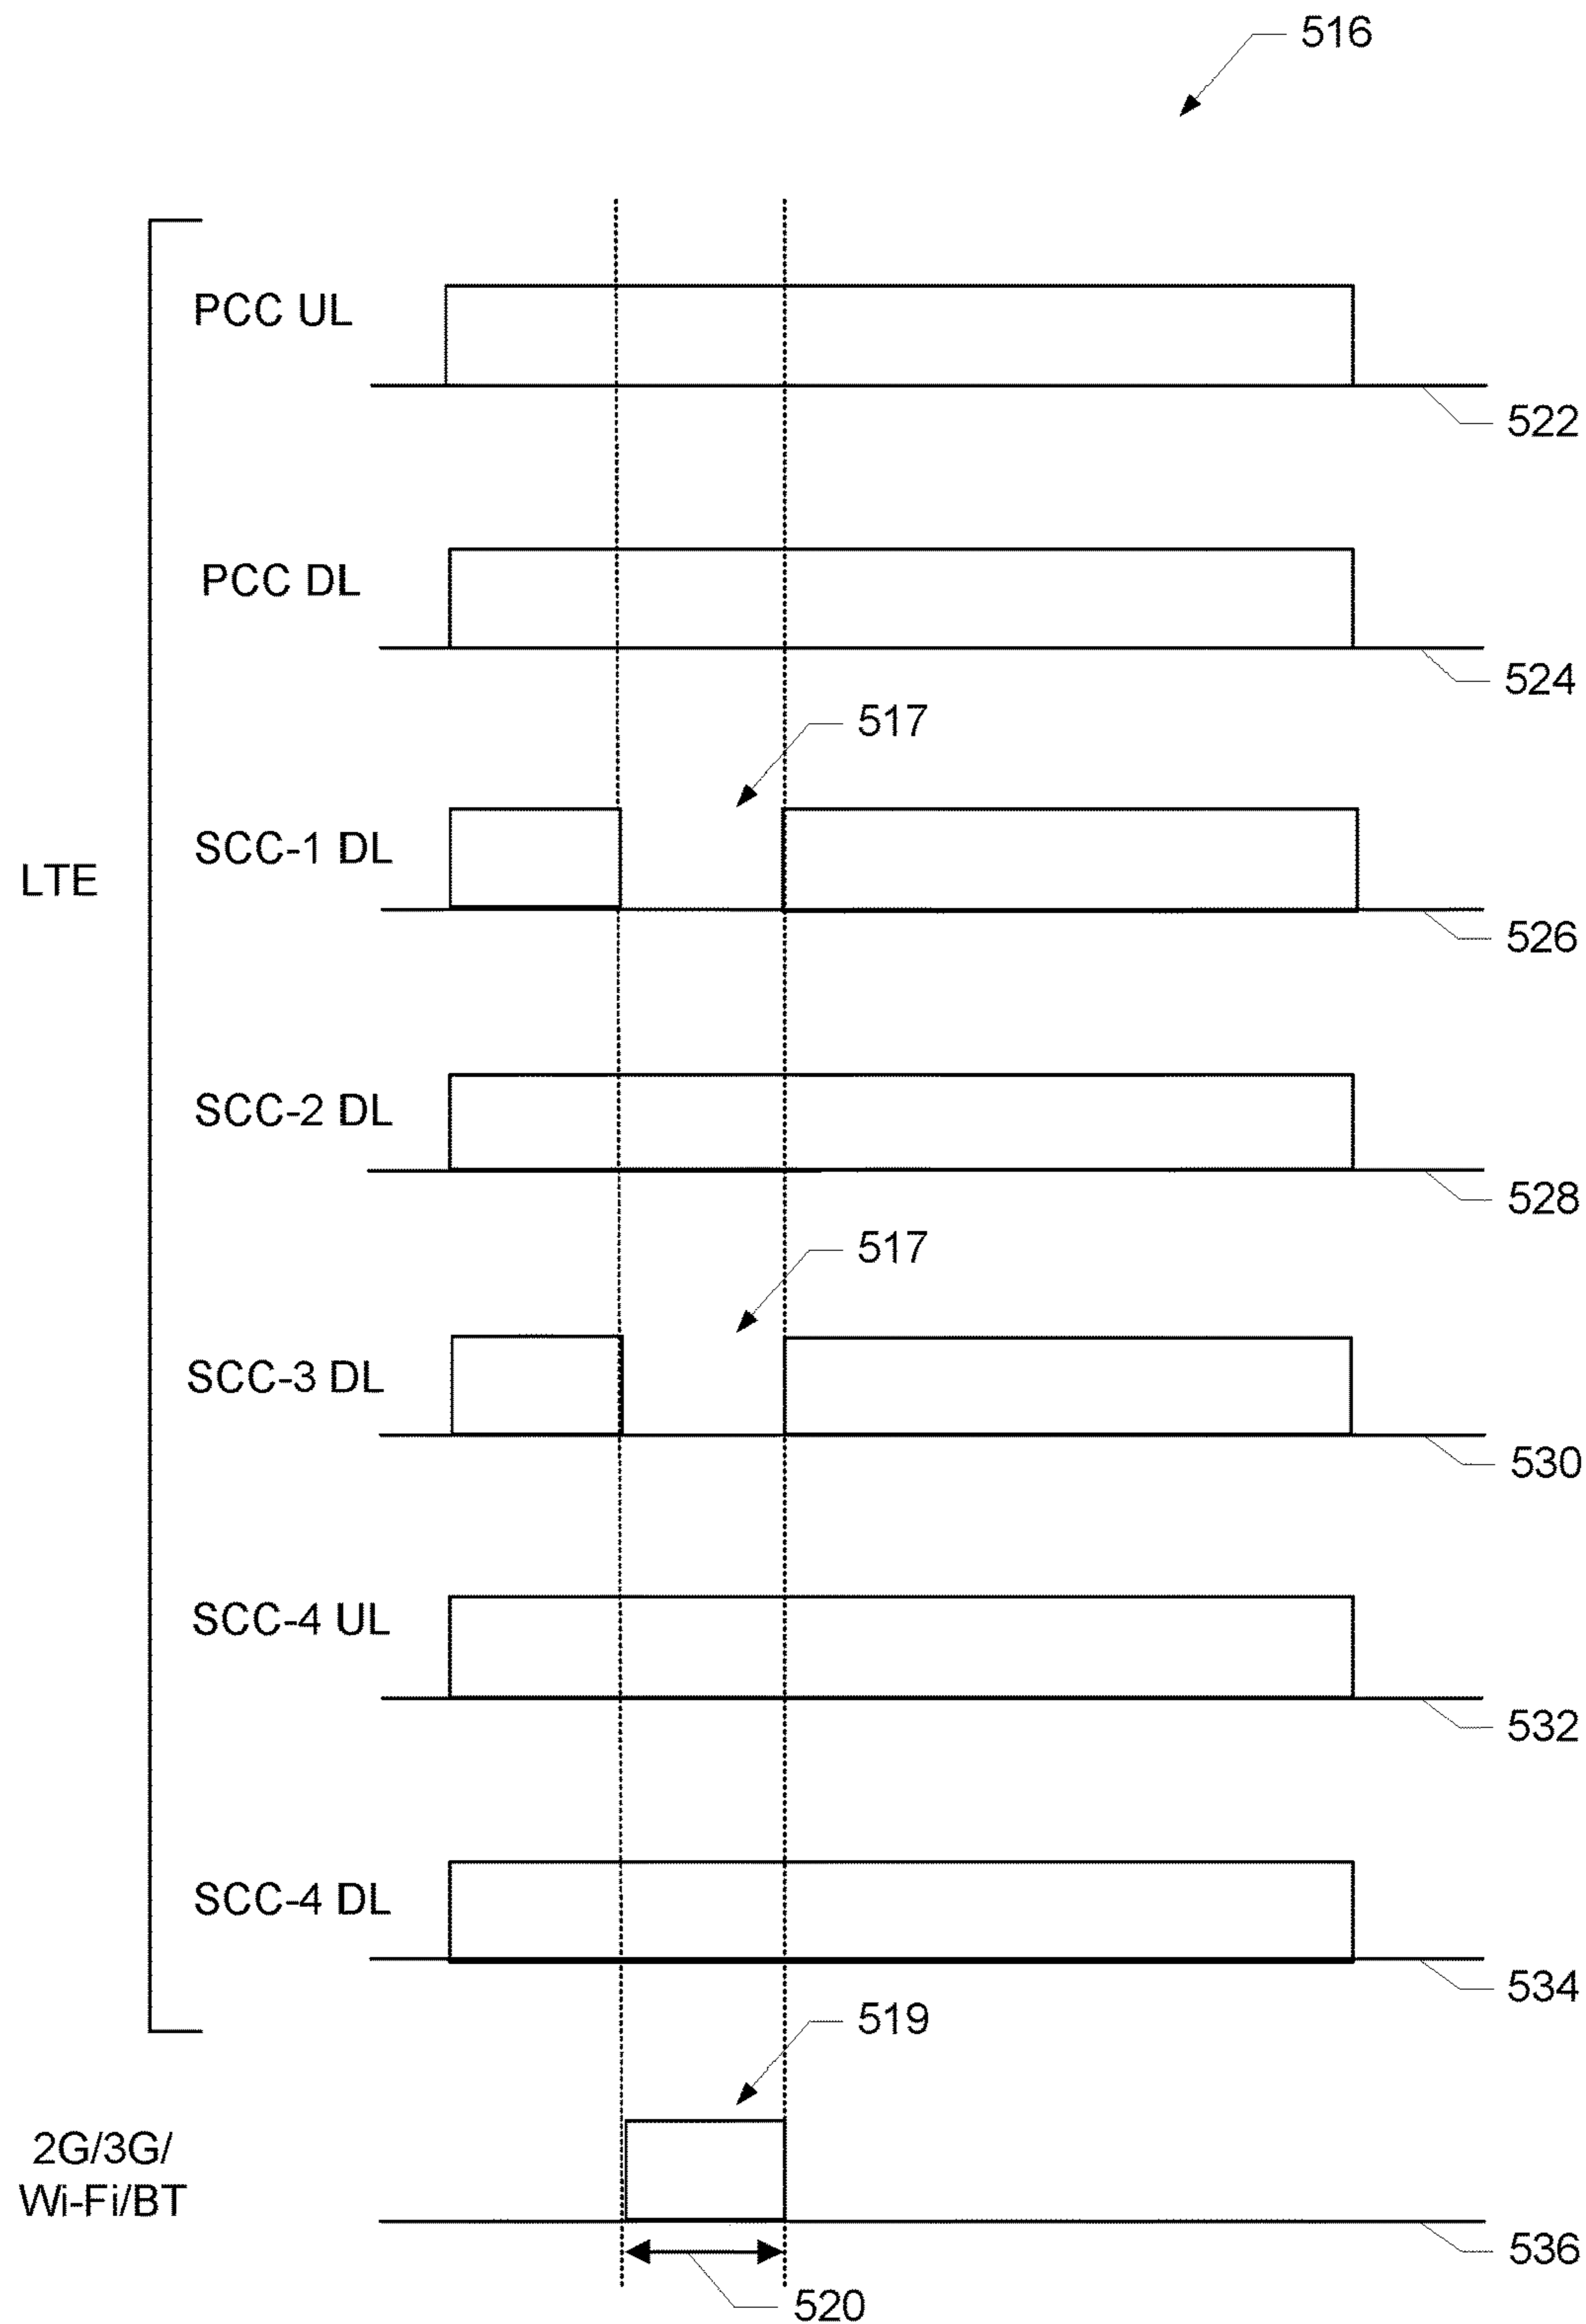 516
PCC UL
522
PCC DL
524
517
SCC-1 DL
LTE
526
SCC-2 DL
528
517
SCC-3 DL
530
SCC-4 UL
532
SCC-4 DL
534
519
2G/3G/
Wi-Fi/BT
536
520